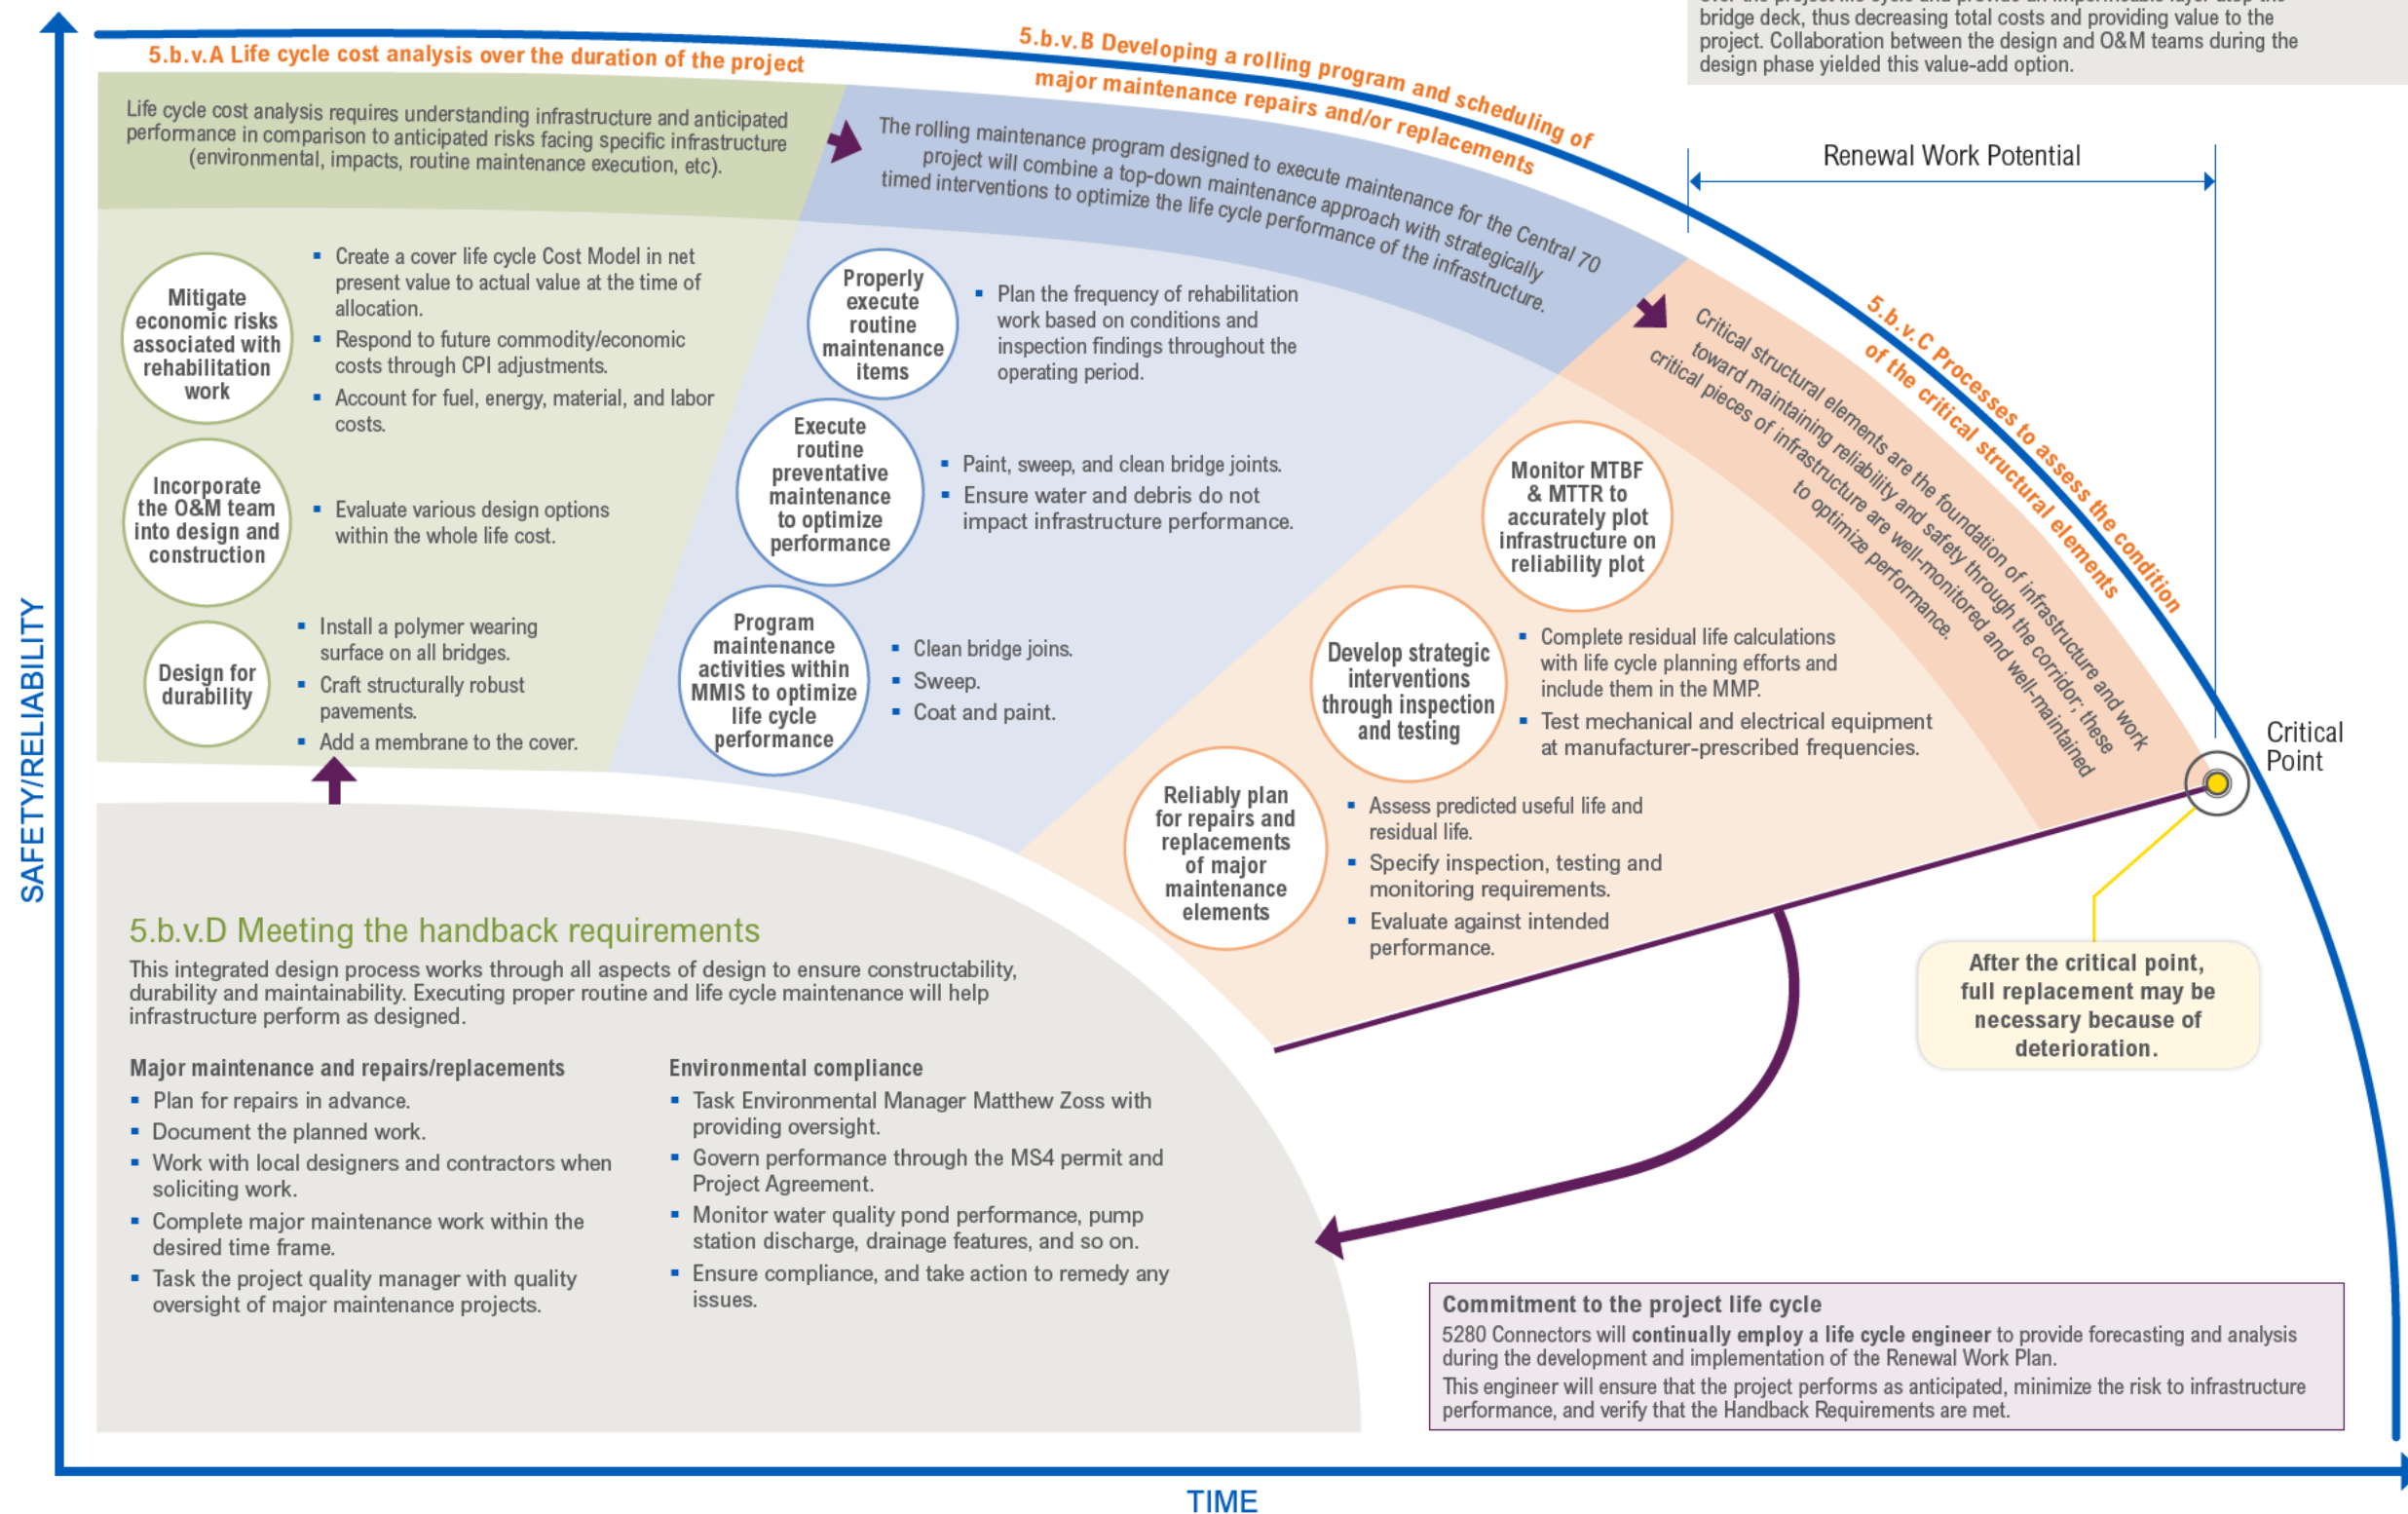 bridge deck, thus decreasing total costs and providing value to the
project. Collaboration between the design and O&M teams during the
design phase yielded this value-add option.
5.b.v.A Life cycle cost analysis over the duration of the project
Life cycle cost analysis requires understanding infrastructure and anticipated
performance in comparison to anticipated risks facing specific infrastructure
(environmental, impacts, routine maintenance execution, etc).
Mitigate
economic risks
associated with
rehabilitation
work
▪ Create a cover life cycle Cost Model in net
present value to actual value at the time of
allocation.
▪ Respond to future commodity/economic
costs through CPI adjustments.
▪ Account for fuel, energy, material, and labor
costs.
Incorporate
the O&M team
into design and
construction
▪ Evaluate various design options
within the whole life cost.
Design for
durability
▪ Install a polymer wearing
surface on all bridges.
▪ Craft structurally robust
pavements.
▪ Add a membrane to the cover.
5.b.v.B Developing a rolling program and scheduling of
major maintenance repairs and/or replacements
The rolling maintenance program designed to execute maintenance for the Central 70
project will combine a top-down maintenance approach with strategically
timed interventions to optimize the life cycle performance of the infrastructure.
Properly
execute
routine
maintenance
items
▪ Plan the frequency of rehabilitation
work based on conditions and
inspection findings throughout the
operating period.
Execute
routine
preventative
maintenance
to optimize
performance
▪ Paint, sweep, and clean bridge joints.
▪ Ensure water and debris do not
impact infrastructure performance.
Program
maintenance
activities within
MMIS to optimize
life cycle
performance
▪ Clean bridge joins.
▪ Sweep.
▪ Coat and paint.
Renewal Work Potential
5.b.v.C Processes to assess the condition
of the critical structural elements
Critical structural elements are the foundation of infrastructure and work
toward maintaining reliability and safety through the corridor; these
critical pieces of infrastructure are well-monitored and well-maintained
to optimize performance.
Monitor MTBF
& MTTR to
accurately plot
infrastructure on
reliability plot
Develop strategic
interventions
through inspection
and testing
▪ Complete residual life calculations
with life cycle planning efforts and
include them in the MMP.
▪ Test mechanical and electrical equipment
at manufacturer-prescribed frequencies.
Reliably plan
for repairs and
replacements
of major
maintenance
elements
▪ Assess predicted useful life and
residual life.
▪ Specify inspection, testing and
monitoring requirements.
▪ Evaluate against intended
performance.
Critical
Point
After the critical point,
full replacement may be
necessary because of
deterioration.
SAFETY/RELIABILITY
5.b.v.D Meeting the handback requirements
This integrated design process works through all aspects of design to ensure constructability,
durability and maintainability. Executing proper routine and life cycle maintenance will help
infrastructure perform as designed.
Major maintenance and repairs/replacements
▪ Plan for repairs in advance.
▪ Document the planned work.
▪ Work with local designers and contractors when
soliciting work.
▪ Complete major maintenance work within the
desired time frame.
▪ Task the project quality manager with quality
oversight of major maintenance projects.
Environmental compliance
▪ Task Environmental Manager Matthew Zoss with
providing oversight.
▪ Govern performance through the MS4 permit and
Project Agreement.
▪ Monitor water quality pond performance, pump
station discharge, drainage features, and so on.
▪ Ensure compliance, and take action to remedy any
issues.
Commitment to the project life cycle
5280 Connectors will continually employ a life cycle engineer to provide forecasting and analysis
during the development and implementation of the Renewal Work Plan.
This engineer will ensure that the project performs as anticipated, minimize the risk to infrastructure
performance, and verify that the Handback Requirements are met.
TIME